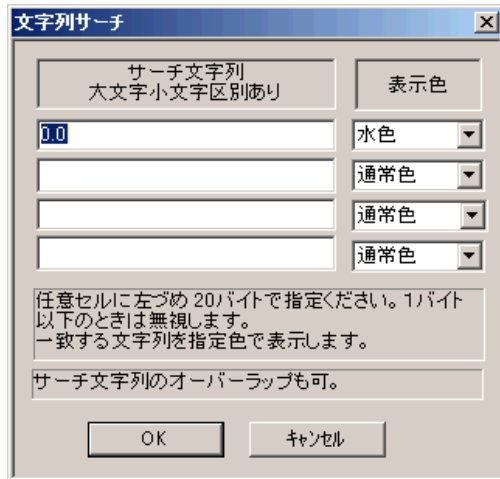 文字列サーチ
サーチ文字列
大文字小文字区別あり
表示色
0.0
水色
通常色
通常色
通常色
任意セルに左づめ 20バイトで指定ください。1バイト
以下のときは無視します。
一致する文字列を指定色で表示します。
サーチ文字列のオーバーラップも可。
OK
ｷｬﾝｾﾙ